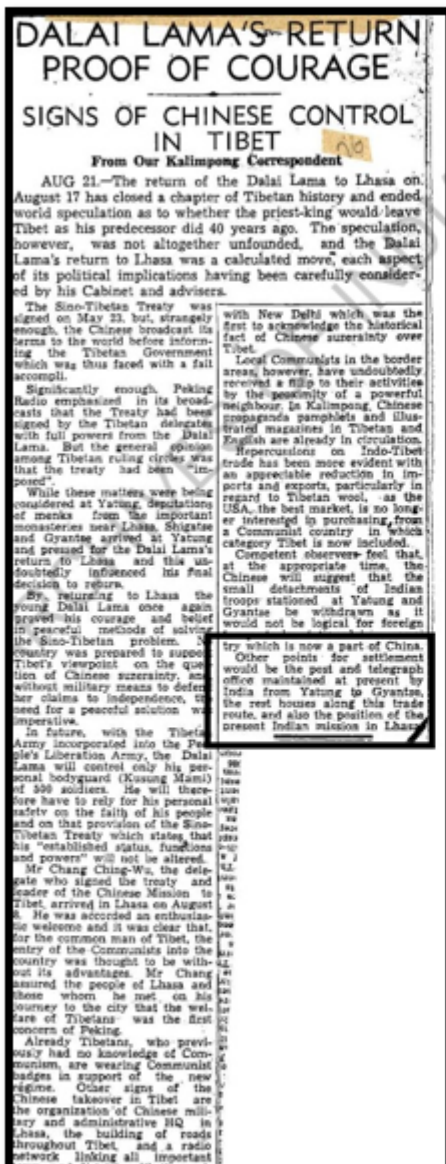 DALAI LAMA'S RETURN
PROOF OF COURAGE
SIGNS OF CHINESE CONTROL
IN TIBET
From Our Kalimpong Correspondent
AUG 21.—The return of the Dalai Lama to Lhasa on
August 17 has closed a chapter of Tibetan history and ended
world speculation as to whether the priest-king would leave
Tibet as his predecessor did 40 years ago. The speculation,
however, was not altogether unfounded, and the Dalai
Lama's return to Lhasa was a calculated move, each aspect
of its political implications having been carefully consider-
ed by his Cabinet and advisers.
The Sino-Tibetan Treaty was
signed on May 23, but, strangely
enough, the Chinese broadcast its
terms to the world before inform-
ing the Tibetan Government
which was thus faced with a fait
accompli.
Significantly enough, Peking
Radio emphasized in its broad-
casts that the Treaty had been
signed by the Tibetan delegates
with full powers from the Dalai
Lama. But the general opinion
among Tibetan ruling circles was
that the treaty had been "im-
posed".
While these matters were being
considered at Yatung, deputations
of monks from the important
monasteries near Lhasa, Shigatse
and Gyantse arrived at Yatung
and pressed for the Dalai Lama's
return to Lhasa and this un-
doubtedly influenced his final
decision to return.
By returning to Lhasa the
young Dalai Lama once again
proved his courage and belief
in peaceful methods of solving
the Sino-Tibetan problem.
country was prepared to support
Tibet's viewpoint on the ques-
tion of Chinese suzerainty, and
without military means to defend
her claims to independence,
need for a peaceful solution
imperative.
In future, with the Tibetan
Army incorporated into the Peo-
ple's Liberation Army, the Dalai
Lama will control only his per-
sonal bodyguard (Kusung Mami)
of 500 soldiers. He will there-
fore have to rely for his personal
safety on the faith of his people
and on that provision of the Sino-
Tibetan Treaty which states that
his "established status, functions
and powers" will not be altered.
Mr Chang Ching-Wu, the dele-
gate who signed the treaty and
leader of the Chinese Mission to
Tibet, arrived in Lhasa on August
8. He was accorded an enthusias-
tic welcome and it was clear that,
for the common man of Tibet, the
entry of the Communists into the
country was thought to be with-
out its advantages. Mr Chang
assured the people of Lhasa and
those whom he met on his
journey to the city that the wel-
fare of Tibetans was the first
concern of Peking.
Already Tibetans, who previ-
ously had no knowledge of Com-
munism, are wearing Communist
badges in support of the new
régime. Other signs of the
Chinese takeover in Tibet are
the organization of Chinese mili-
tary and administrative HQ in
Lhasa, the building of roads
throughout Tibet, and a radio
network linking all important
with New Delhi which was the
first to acknowledge the historical
fact of Chinese suzerainty over
Tibet.
Local Communists in the border
areas, however, have undoubtedly
received a fillip to their activities
by the proximity of a powerful
neighbour. In Kalimpong, Chinese
propaganda pamphlets and illus-
trated magazines in Tibetan and
English are already in circulation.
Repercussions on Indo-Tibet
trade has been more evident with
an appreciable reduction in im-
ports and exports, particularly in
regard to Tibetan wool, as the
USA, the best market, is no long-
er interested in purchasing from
a Communist country in which
category Tibet is now included.
Competent observers feel that,
at the appropriate time, the
Chinese will suggest that the
small detachments of Indian
troops stationed at Yatung and
Gyantse be withdrawn as it
would not be logical for foreign
try which is now a part of China.
Other points for settlement
would be the post and telegraph
office maintained at present by
India from Yatung to Gyantse,
the rest houses along this trade
route, and also the position of the
present Indian mission in Lhasa.